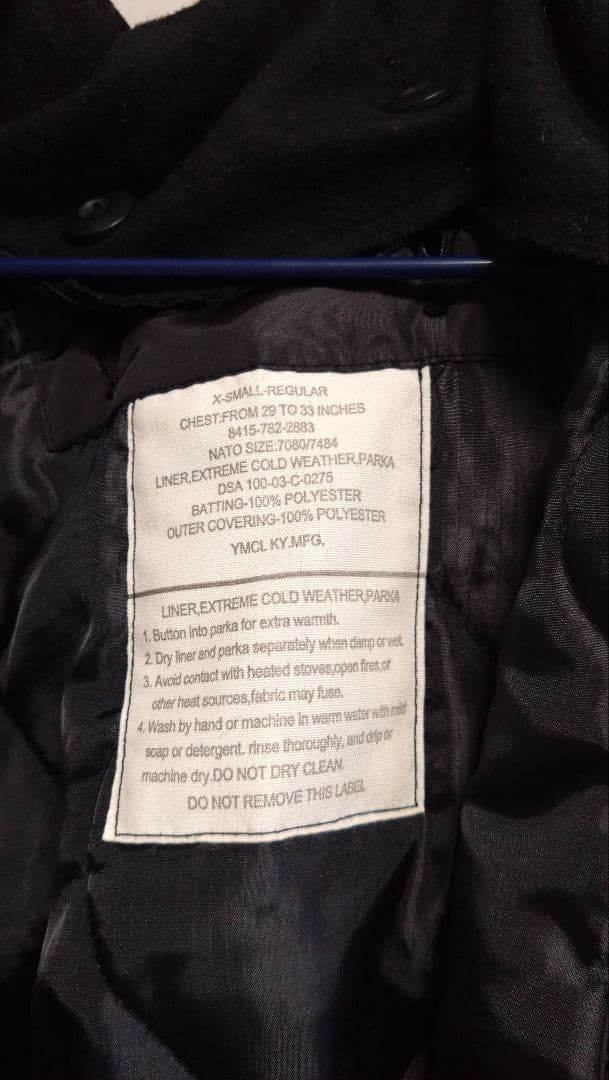 X-SMALL-REGULAR
CHEST:FROM 29 TO 33 INCHES
8415-782-2883
NATO SIZE:7080/7484
LINER,EXTREME COLD WEATHER,PARKA
DSA 100-03-C-0275
BATTING-100% POLYESTER
OUTER COVERING-100% POLYESTER
YMCL KY.MFG.
LINER,EXTREME COLD WEATHER,PARKA
1. Button into parka for extra warmth.
2. Dry liner and parka separately when damp or wet.
3. Avoid contact with heated stoves,open fires,or
other heat sources,fabric may fuse.
4. Wash by hand or machine in warm water with mild
soap or detergent. rinse thoroughly, and drip or
machine dry.DO NOT DRY CLEAN.
DO NOT REMOVE THIS LABEL